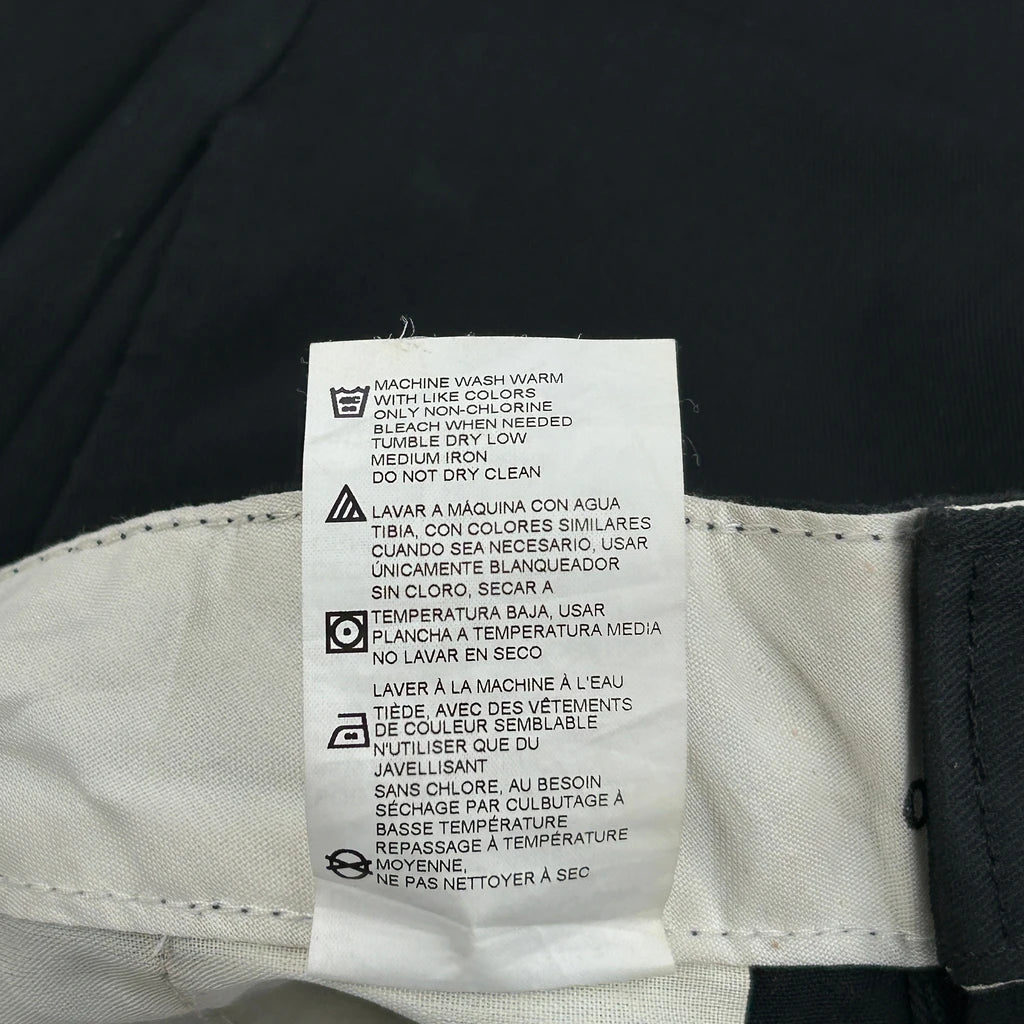 MACHINE WASH WARM
WITH LIKE COLORS
ONLY NON-CHLORINE
BLEACH WHEN NEEDED
TUMBLE DRY LOW
MEDIUM IRON
DO NOT DRY CLEAN
LAVAR A MÁQUINA CON AGUA
TIBIA, CON COLORES SIMILARES
CUANDO SEA NECESARIO, USAR
ÚNICAMENTE BLANQUEADOR
SIN CLORO, SECAR A
TEMPERATURA BAJA, USAR
PLANCHA A TEMPERATURA MEDIA
NO LAVAR EN SECO
LAVER À LA MACHINE À L'EAU
TIÈDE, AVEC DES VÊTEMENTS
DE COULEUR SEMBLABLE
N'UTILISER QUE DU
JAVELLISANT
SANS CHLORE, AU BESOIN
SÉCHAGE PAR CULBUTAGE À
BASSE TEMPÉRATURE
REPASSAGE À TEMPÉRATURE
MOYENNE,
NE PAS NETTOYER À SEC